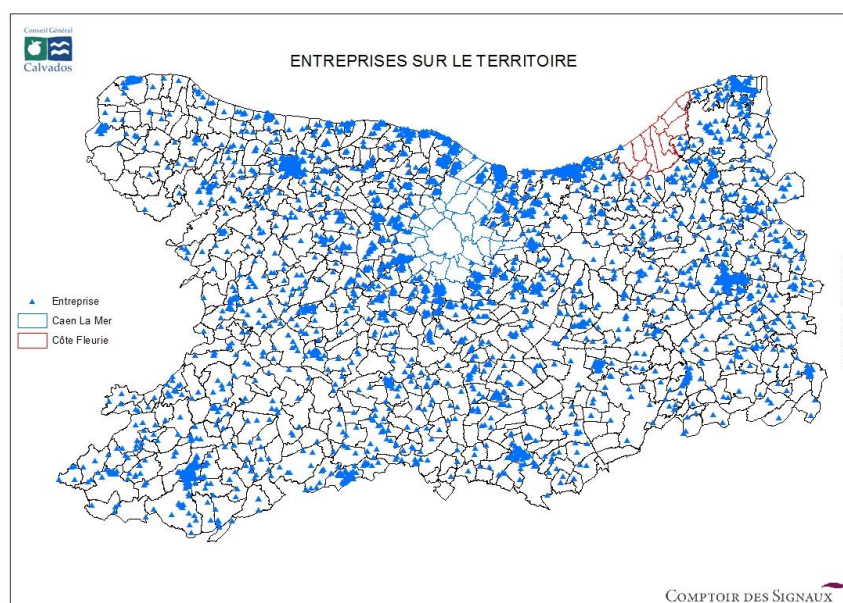 Conseil Général
Calvados
ENTREPRISES SUR LE TERRITOIRE
Entreprise
Caen La Mer
Côte Fleurie
COMPTOIR DES SIGNAUX